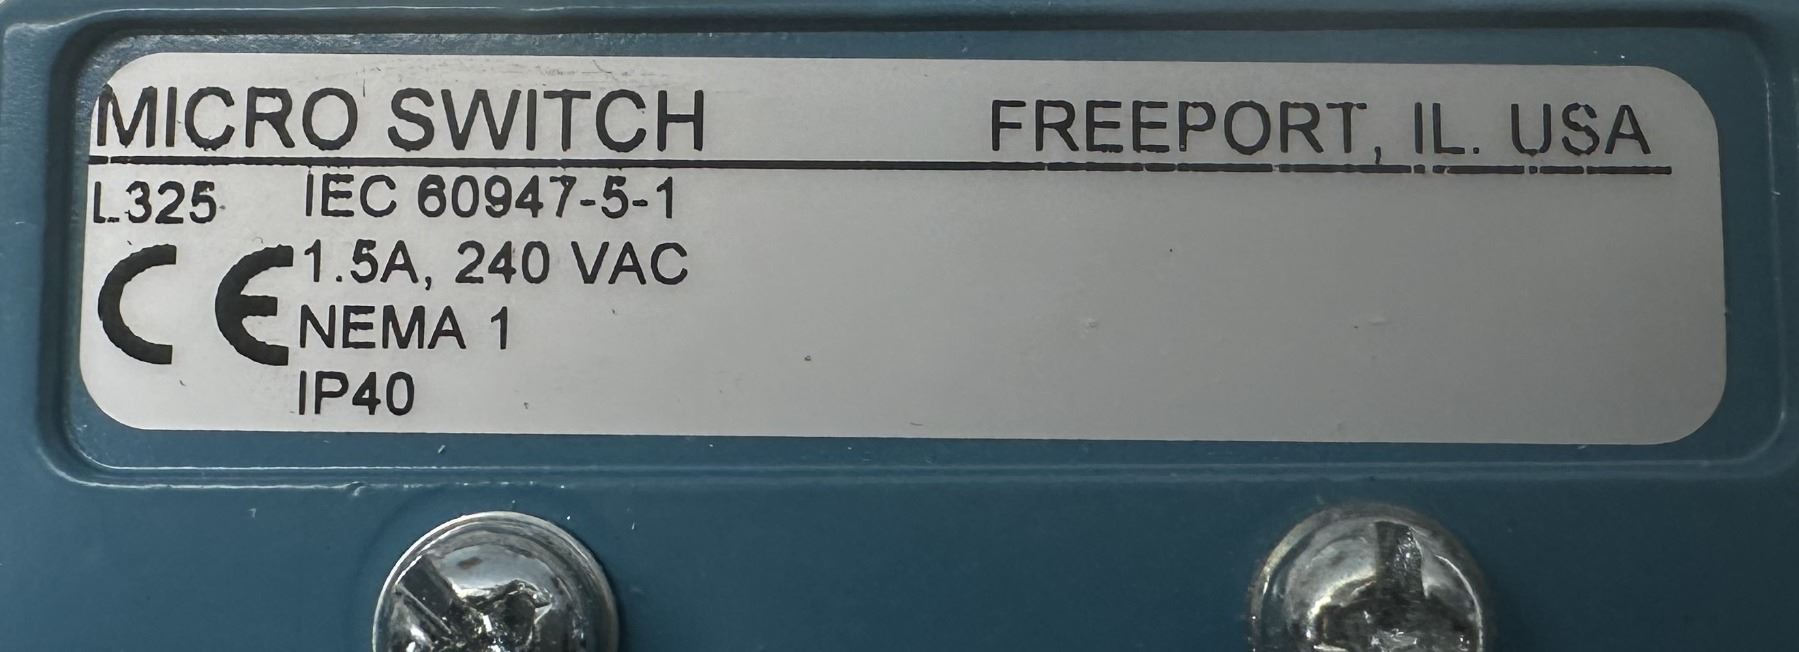 MICRO SWITCH FREEPORT, IL. USA
L325 IEC 60947-5-1
CE 1.5A, 240 VAC
NEMA 1
IP40